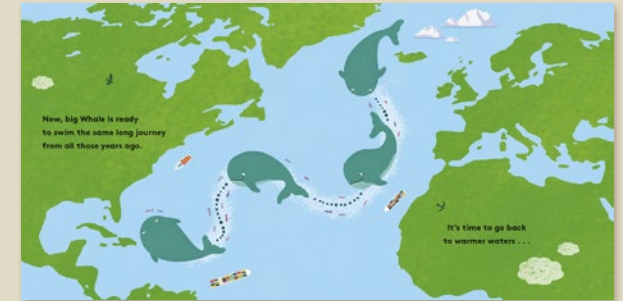 Now, big Whale is ready
to swim the same long journey
from all those years ago.
It's time to go back
to warmer waters . . .